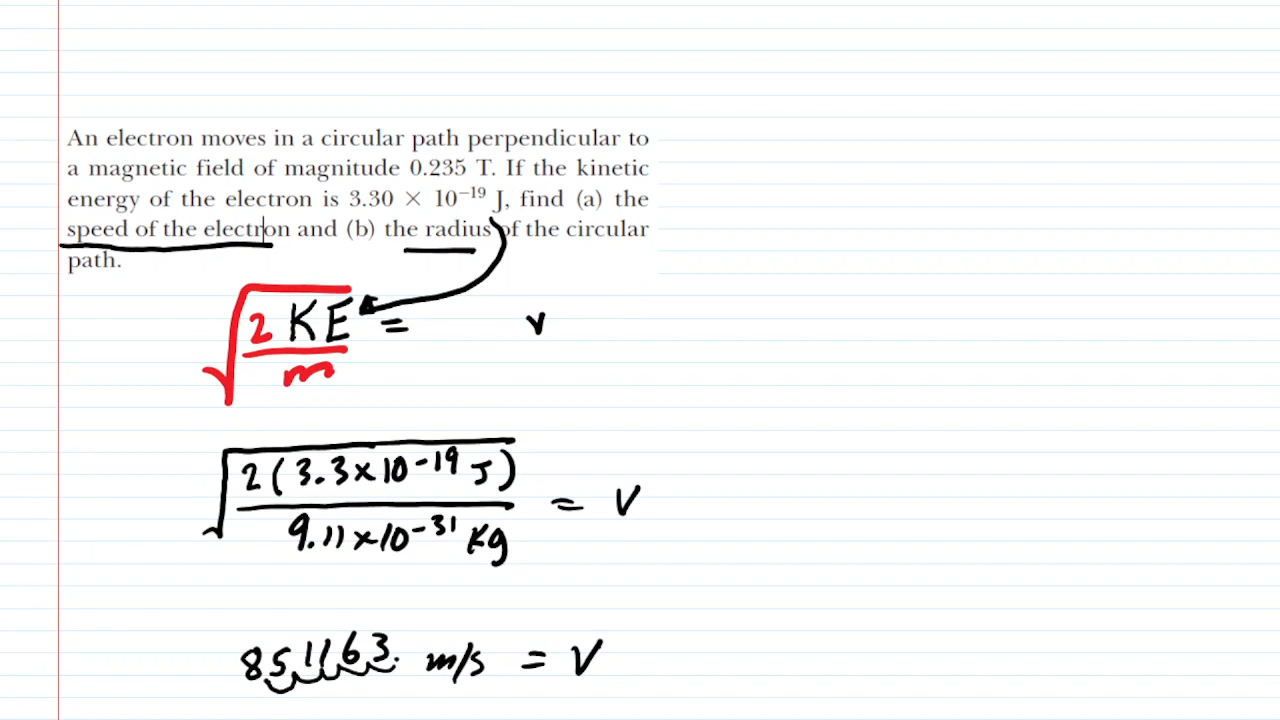 An electron moves in a circular path perpendicular to
a magnetic field of magnitude 0.235 T. If the kinetic
energy of the electron is 3.30 × 10⁻¹⁹ J, find (a) the
speed of the electron and (b) the radius of the circular
path.
√(2 KE / m) = v
√(2(3.3×10⁻¹⁹ J) / 9.11×10⁻³¹ Kg) = V
851163. m/s = V